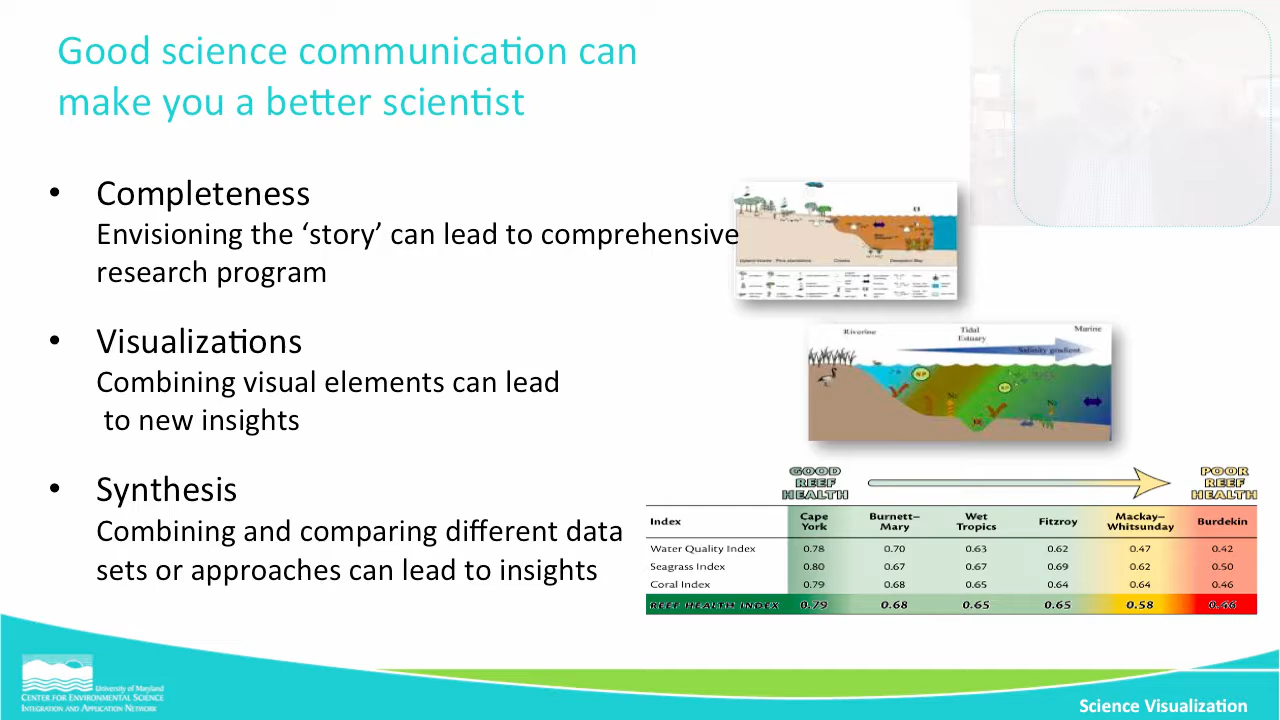 Good science communication can
make you a better scientist
• Completeness
Envisioning the ‘story’ can lead to comprehensive
research program
• Visualizations
Combining visual elements can lead
to new insights
• Synthesis
Combining and comparing different data
sets or approaches can lead to insights
Riverine Tidal Marine
Estuary
Salinity gradient
GOOD
REEF
HEALTH
POOR
REEF
HEALTH
Index Cape York Burnett–Mary Wet Tropics Fitzroy Mackay–Whitsunday Burdekin
Water Quality Index 0.78 0.70 0.63 0.62 0.47 0.42
Seagrass Index 0.80 0.67 0.67 0.69 0.62 0.50
Coral Index 0.79 0.68 0.65 0.64 0.64 0.46
REEF HEALTH INDEX 0.79 0.68 0.65 0.65 0.58 0.46
University of Maryland
CENTER FOR ENVIRONMENTAL SCIENCE
INTEGRATION AND APPLICATION NETWORK
Science Visualization